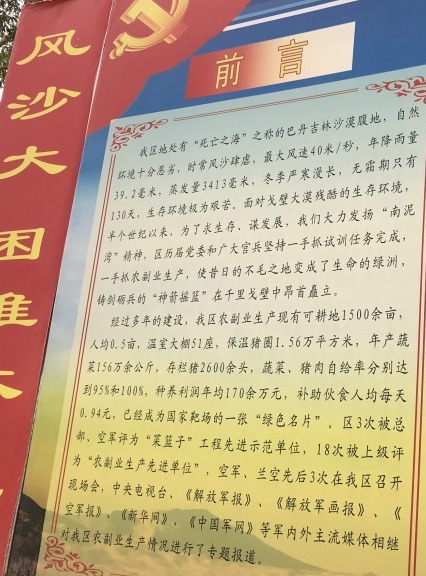 风沙大 困难大
前言
我区地处有“死亡之海”之称的巴丹吉林沙漠腹地，自然
环境十分恶劣，时常风沙肆虐，最大风速40米/秒，年降雨量
39.2毫米，蒸发量3413毫米，冬季严寒漫长，无霜期只有
130天，生存环境极为艰苦。面对戈壁大漠残酷的生存环境，
半个世纪以来，为了求生存、谋发展，我们大力发扬“南泥
湾”精神，区历届党委和广大官兵坚持一手抓试训任务完成，
一手抓农副业生产，使昔日的不毛之地变成了生命的绿洲，
铸剑砺兵的“神箭摇篮”在千里戈壁中昂首矗立。
经过多年的建设，我区农副业生产现有可耕地1500余亩，
人均0.5亩，温室大棚51座，保温猪圈1.56万平方米，年产蔬
菜156万余公斤，存栏猪2600余头，蔬菜、猪肉自给率分别达
到95%和100%，种养利润年均170余万元，补助伙食人均每天
0.94元，已经成为国家靶场的一张“绿色名片”。区3次被总
部、空军评为“菜篮子”工程先进示范单位，18次被上级评
为“农副业生产先进单位”，空军、兰空先后3次在我区召开
现场会，中央电视台、《解放军报》、《解放军画报》、《
空军报》、《新华网》、《中国军网》等军内外主流媒体相继
对我区农副业生产情况进行了专题报道。